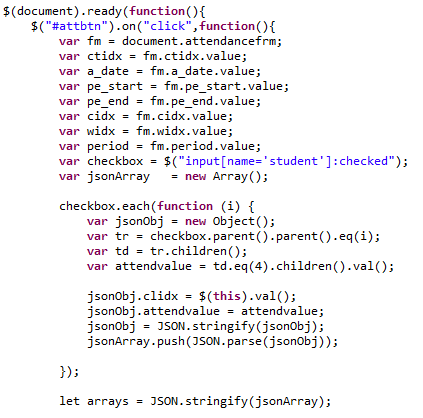 $(document).ready(function(){
    $("#attbtn").on("click",function(){
        var fm = document.attendancefrm;
        var ctidx = fm.ctidx.value;
        var a_date = fm.a_date.value;
        var pe_start = fm.pe_start.value;
        var pe_end = fm.pe_end.value;
        var cidx = fm.cidx.value;
        var widx = fm.widx.value;
        var period = fm.period.value;
        var checkbox = $("input[name='student']:checked");
        var jsonArray   = new Array();

        checkbox.each(function (i) {
            var jsonObj = new Object();
            var tr = checkbox.parent().parent().eq(i);
            var td = tr.children();
            var attendvalue = td.eq(4).children().val();

            jsonObj.clidx = $(this).val();
            jsonObj.attendvalue = attendvalue;
            jsonObj = JSON.stringify(jsonObj);
            jsonArray.push(JSON.parse(jsonObj));

        });

        let arrays = JSON.stringify(jsonArray);